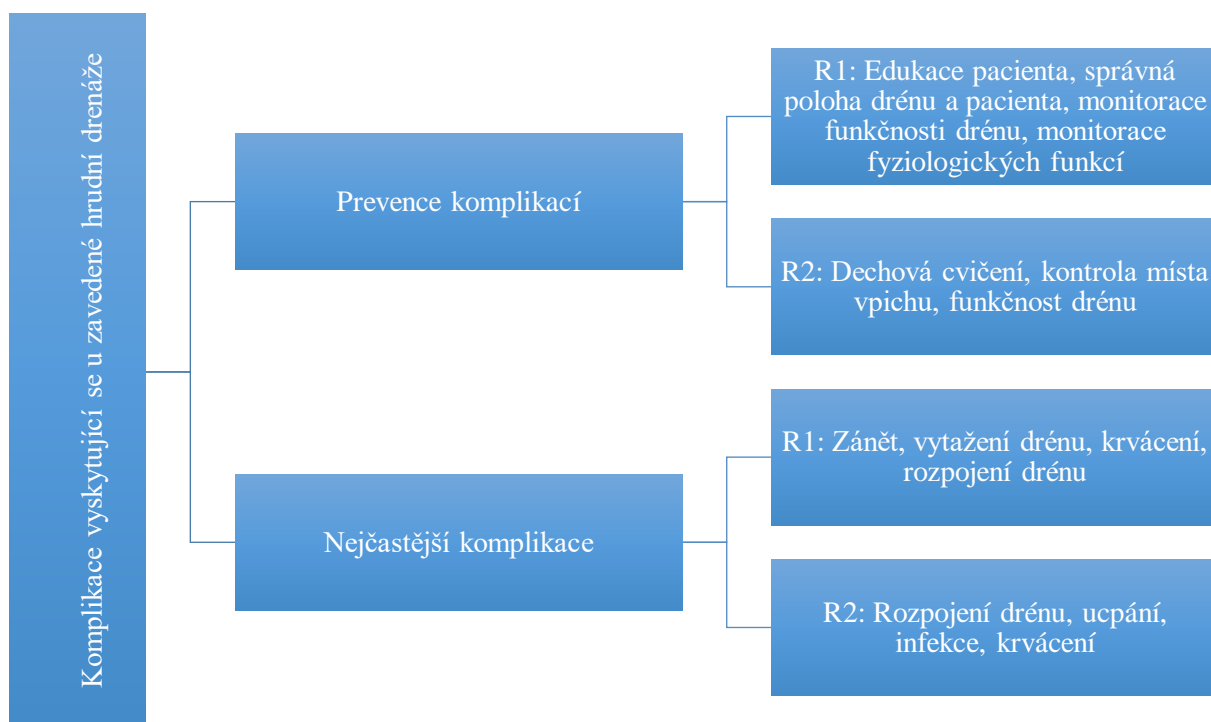 Komplikace vyskytující se u zavedené hrudní drenáže
Prevence komplikací
R1: Edukace pacienta, správná
poloha drénu a pacienta, monitorace
funkčnosti drénu, monitorace
fyziologických funkcí
R2: Dechová cvičení, kontrola místa
vpichu, funkčnost drénu
Nejčastější komplikace
R1: Zánět, vytažení drénu, krvácení,
rozpojení drénu
R2: Rozpojení drénu, ucpání,
infekce, krvácení